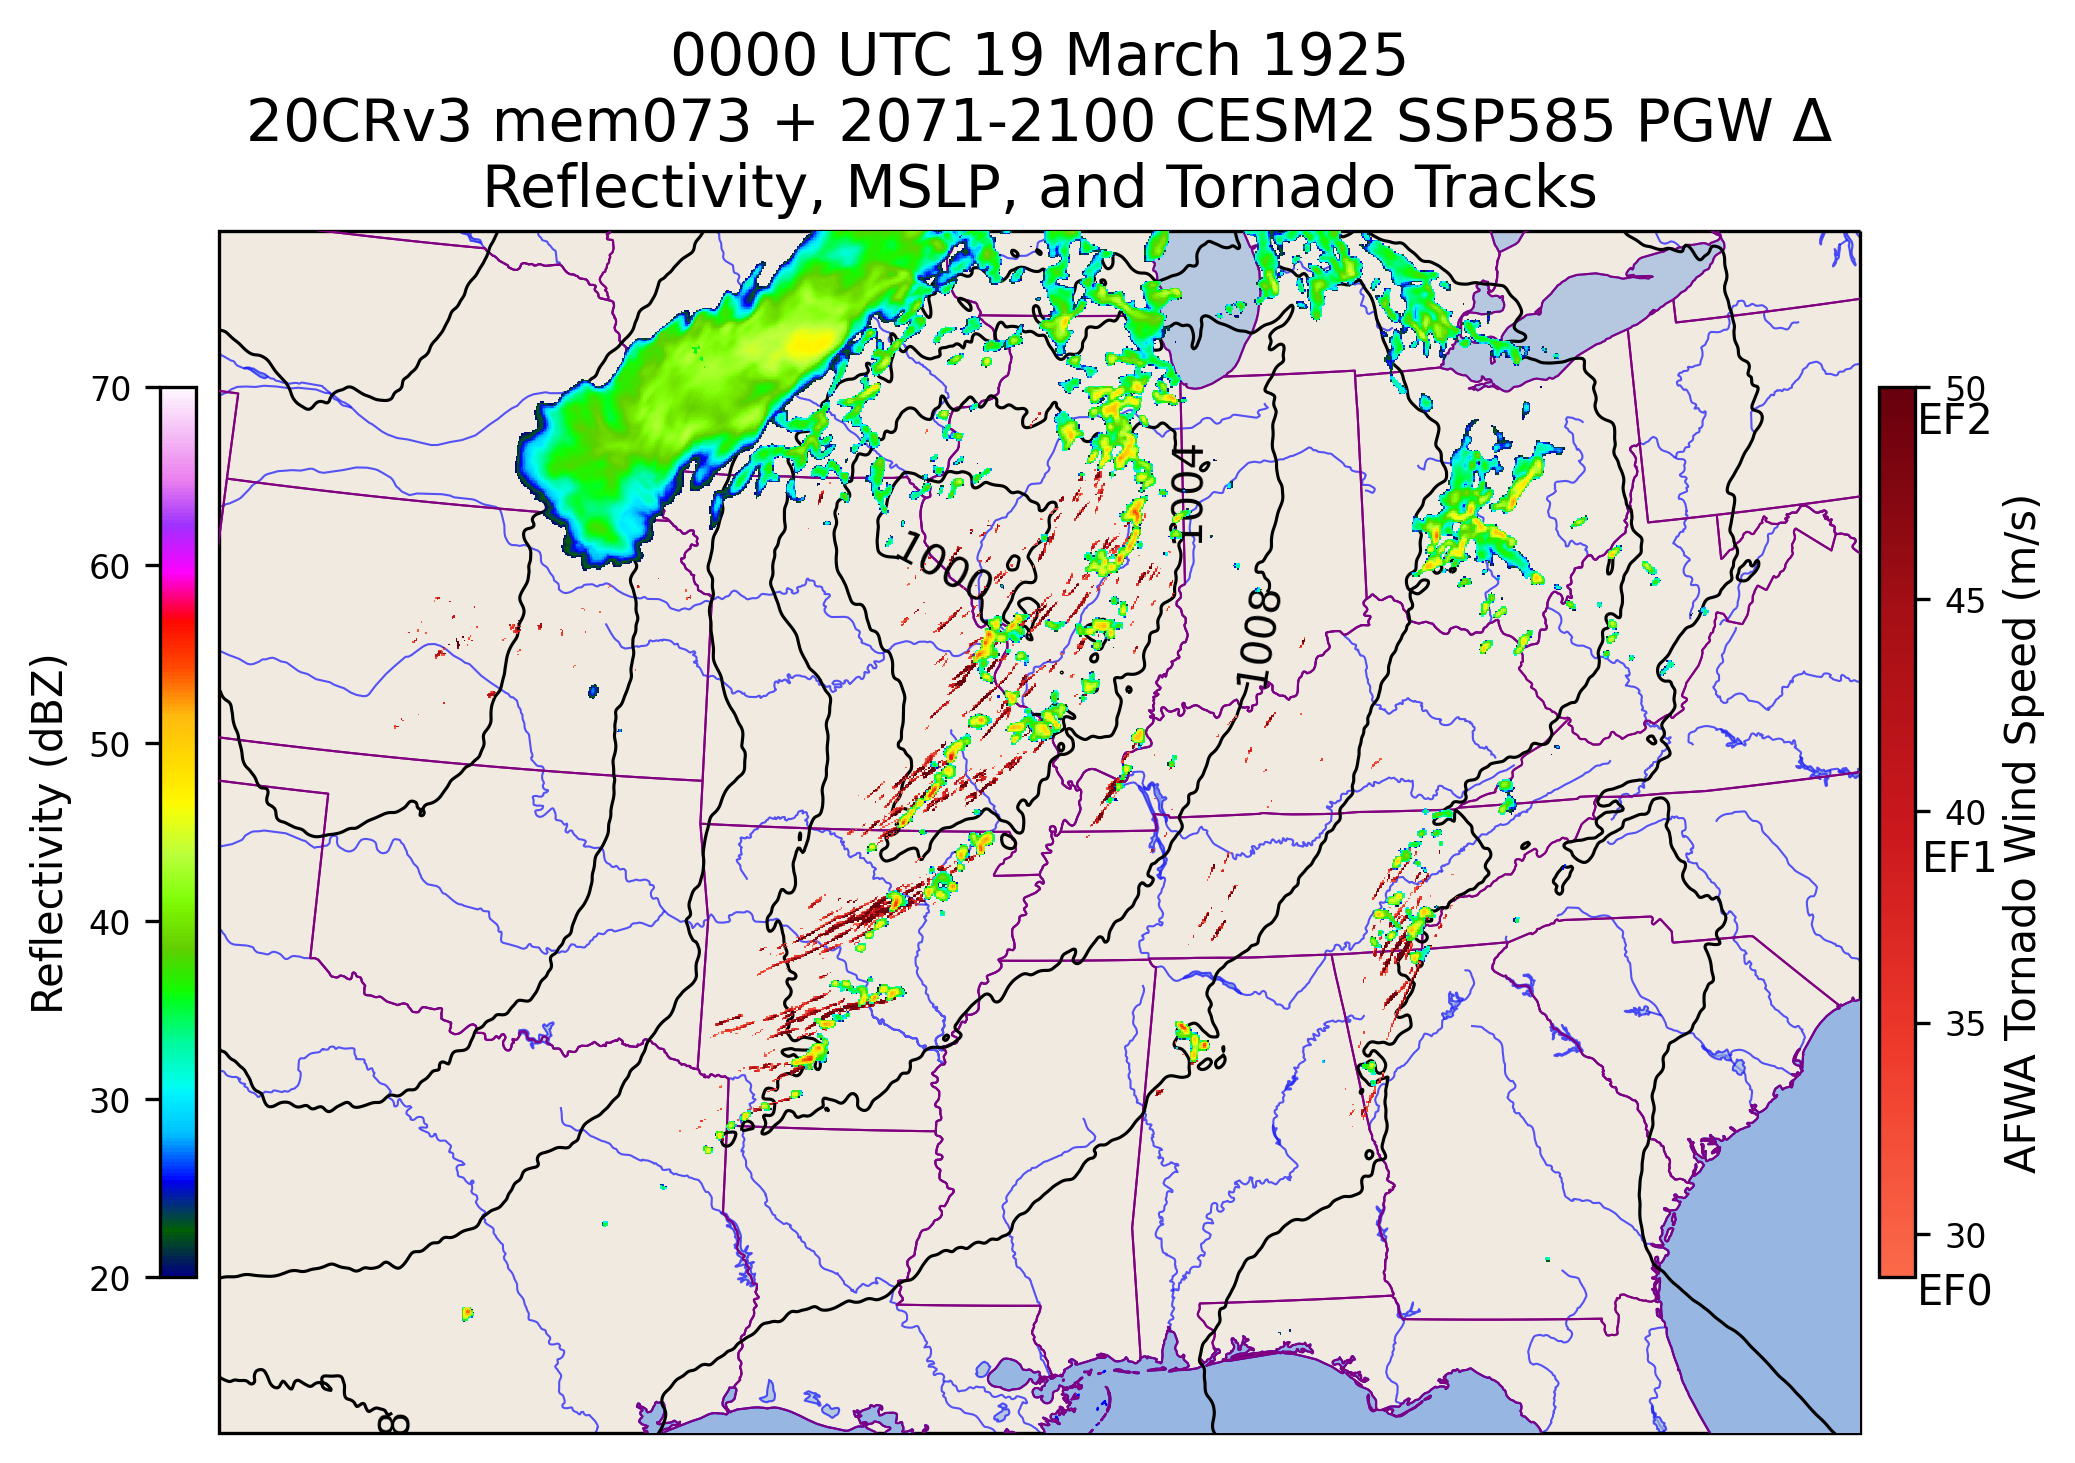 0000 UTC 19 March 1925
20CRv3 mem073 + 2071-2100 CESM2 SSP585 PGW Δ
Reflectivity, MSLP, and Tornado Tracks
70
60
50
40
30
20
Reflectivity (dBZ)
1004
1000
1008
50
EF2
45
40
EF1
35
30
EF0
AFWA Tornado Wind Speed (m/s)